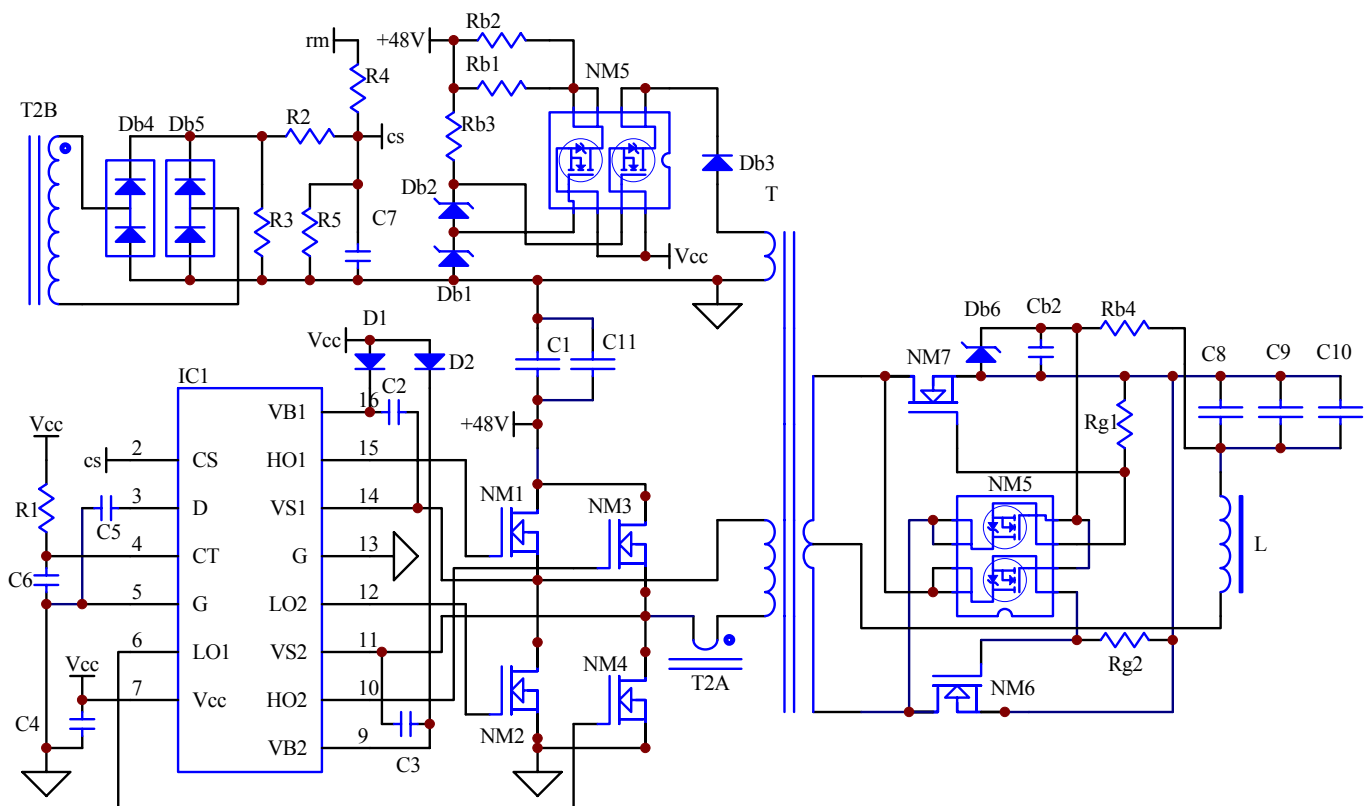 Rb2
rm
+48V
Rb1
NM5
R4
T2B
Db4
Db5
R2
cs
Rb3
Db3
Db2
T
R3
R5
C7
Vcc
Db1
D1
Vcc
D2
C1
C11
Db6
Cb2
Rb4
NM7
C8
C9
C10
IC1
C2
Vcc
VB1
16
+48V
Rg1
cs
2
CS
HO1
15
R1
3
D
VS1
14
NM1
NM3
NM5
C5
4
CT
G
13
L
C6
5
G
LO2
12
6
LO1
VS2
11
Vcc
7
Vcc
HO2
10
NM4
T2A
Rg2
NM6
C4
VB2
9
C3
NM2